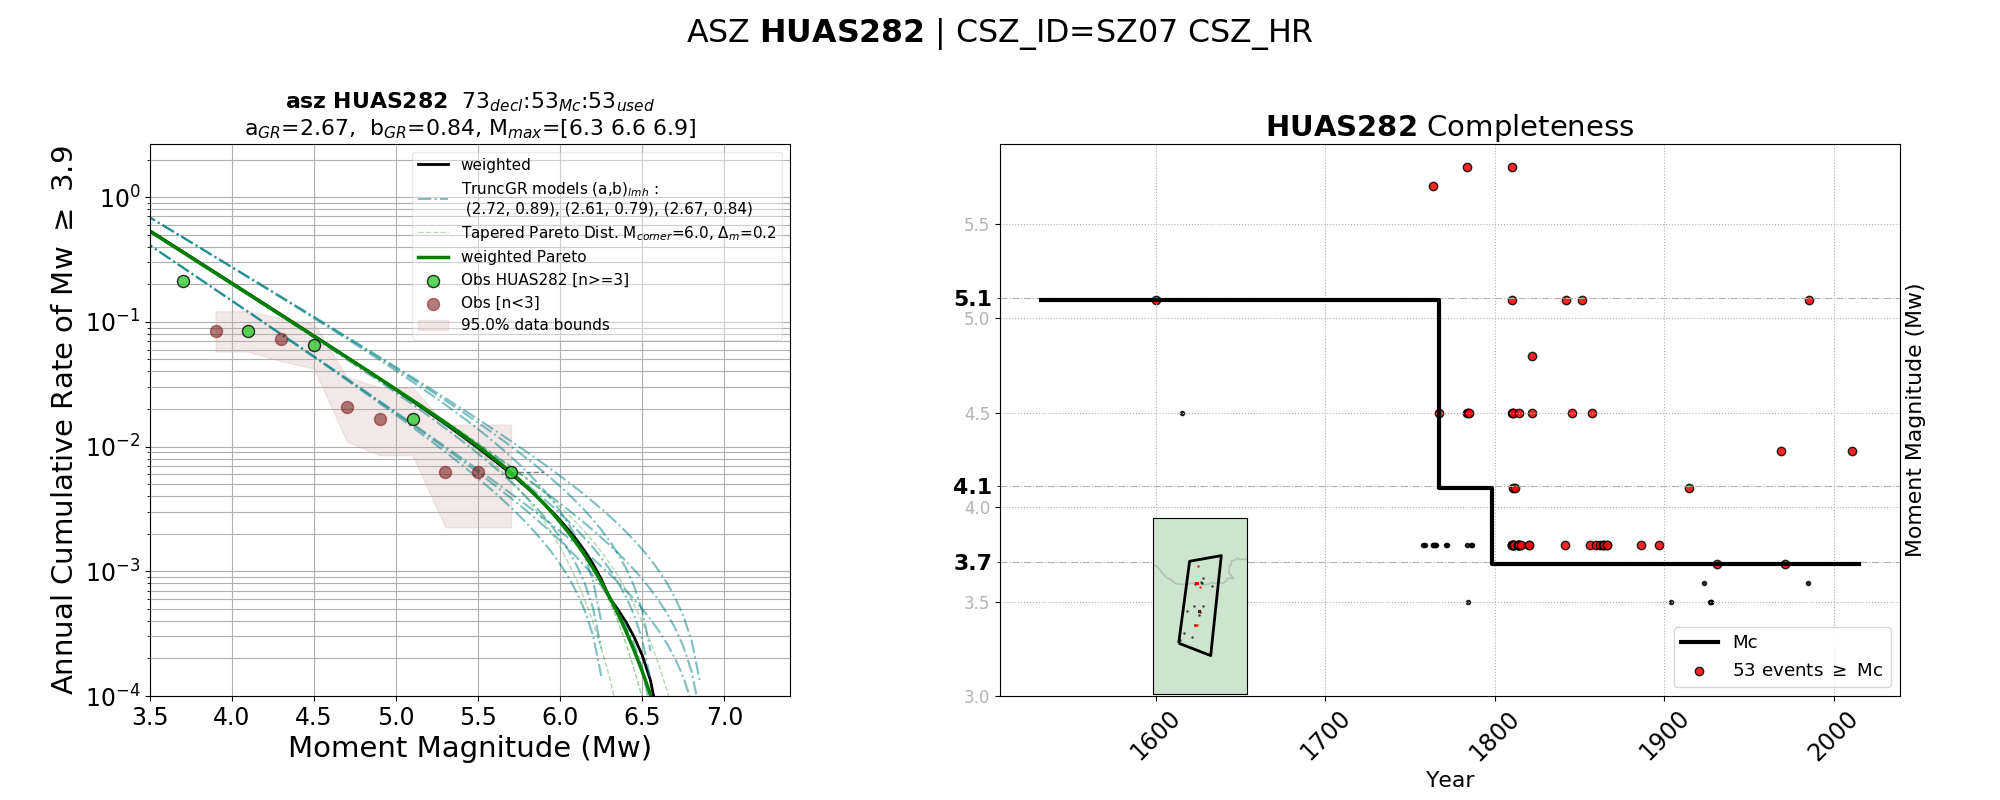 ASZ HUAS282 | CSZ_ID=SZ07 CSZ_HR
asz HUAS282 73decl:53Mc:53used
aGR=2.67, bGR=0.84, Mmax=[6.3 6.6 6.9]
Annual Cumulative Rate of Mw ≥ 3.9
10^0
10^-1
10^-2
10^-3
10^-4
weighted
TruncGR models (a,b)lmh :
(2.72, 0.89), (2.61, 0.79), (2.67, 0.84)
Tapered Pareto Dist. Mcorner=6.0, Δm=0.2
weighted Pareto
Obs HUAS282 [n>=3]
Obs [n<3]
95.0% data bounds
3.5 4.0 4.5 5.0 5.5 6.0 6.5 7.0
Moment Magnitude (Mw)
HUAS282 Completeness
5.5
5.1
5.0
4.5
4.1
4.0
3.7
3.5
3.0
Mc
53 events ≥ Mc
1600 1700 1800 1900 2000
Year
Moment Magnitude (Mw)